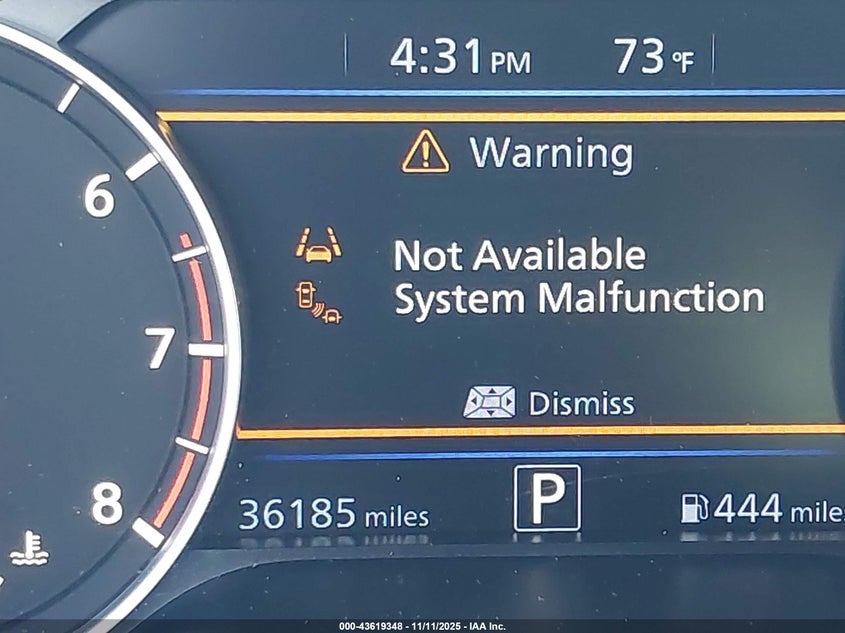 4:31 PM 73 °F
Warning
6
Not Available
System Malfunction
7
Dismiss
8
36185 miles P 444 mile
000-43619348 - 11/11/2025 - IAA Inc.